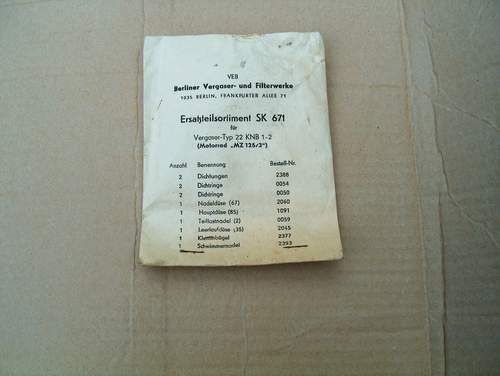 VEB
Berliner Vergaser- und Filterwerke
1035 BERLIN, FRANKFURTER ALLEE 71
Ersatzteilsortiment SK 671
für
Vergaser-Typ 22 KNB 1-2
(Motorrad „MZ 125/2")
Anzahl Benennung Bestell-Nr.
2 Dichtungen 2388
2 Dichtringe 0054
2 Dichtringe 0050
1 Nadeldüse (67) 2060
1 Hauptdüse (85) 1091
1 Teillastnadel (2) 0059
1 Leerlaufdüse (35) 2045
1 Klemmbügel 2377
1 Schwimmernadel 2393